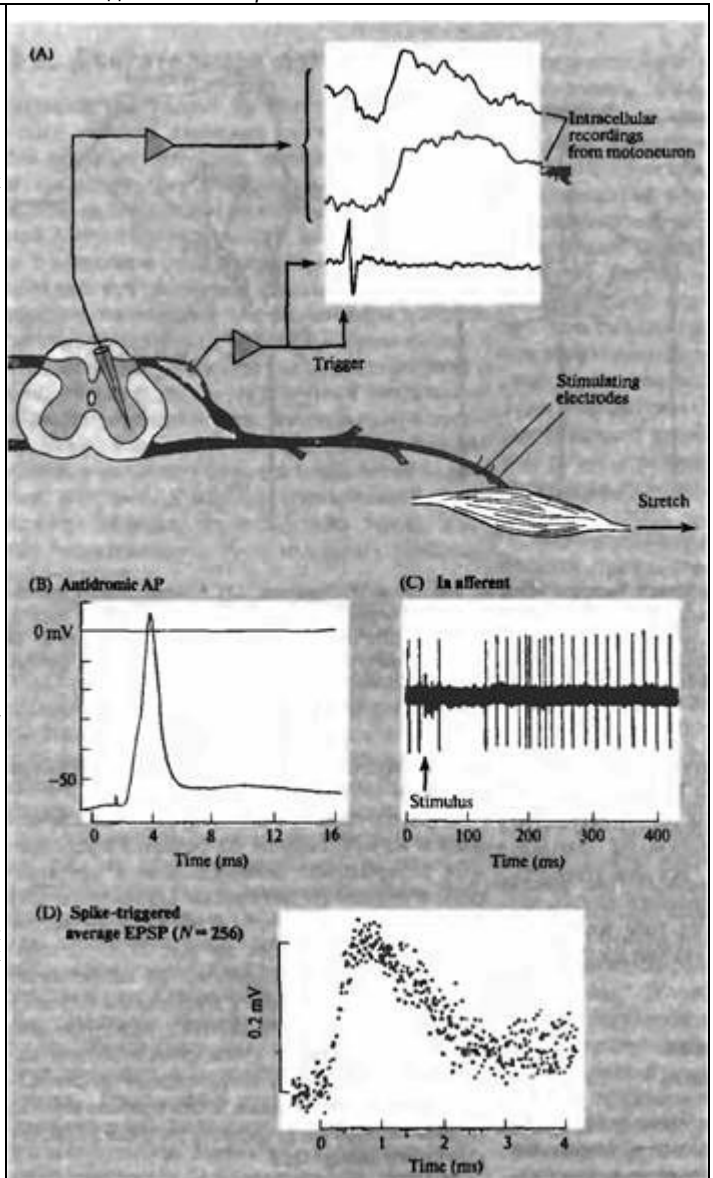 (A)
Intracellular
recordings
from motoneuron
Trigger
Stimulating
electrodes
Stretch
(B) Antidromic AP
0 mV
−50
0 4 8 12 16
Time (ms)
(C) Ia afferent
Stimulus
0 100 200 300 400
Time (ms)
(D) Spike-triggered
average EPSP (N = 256)
0.2 mV
0 1 2 3 4
Time (ms)